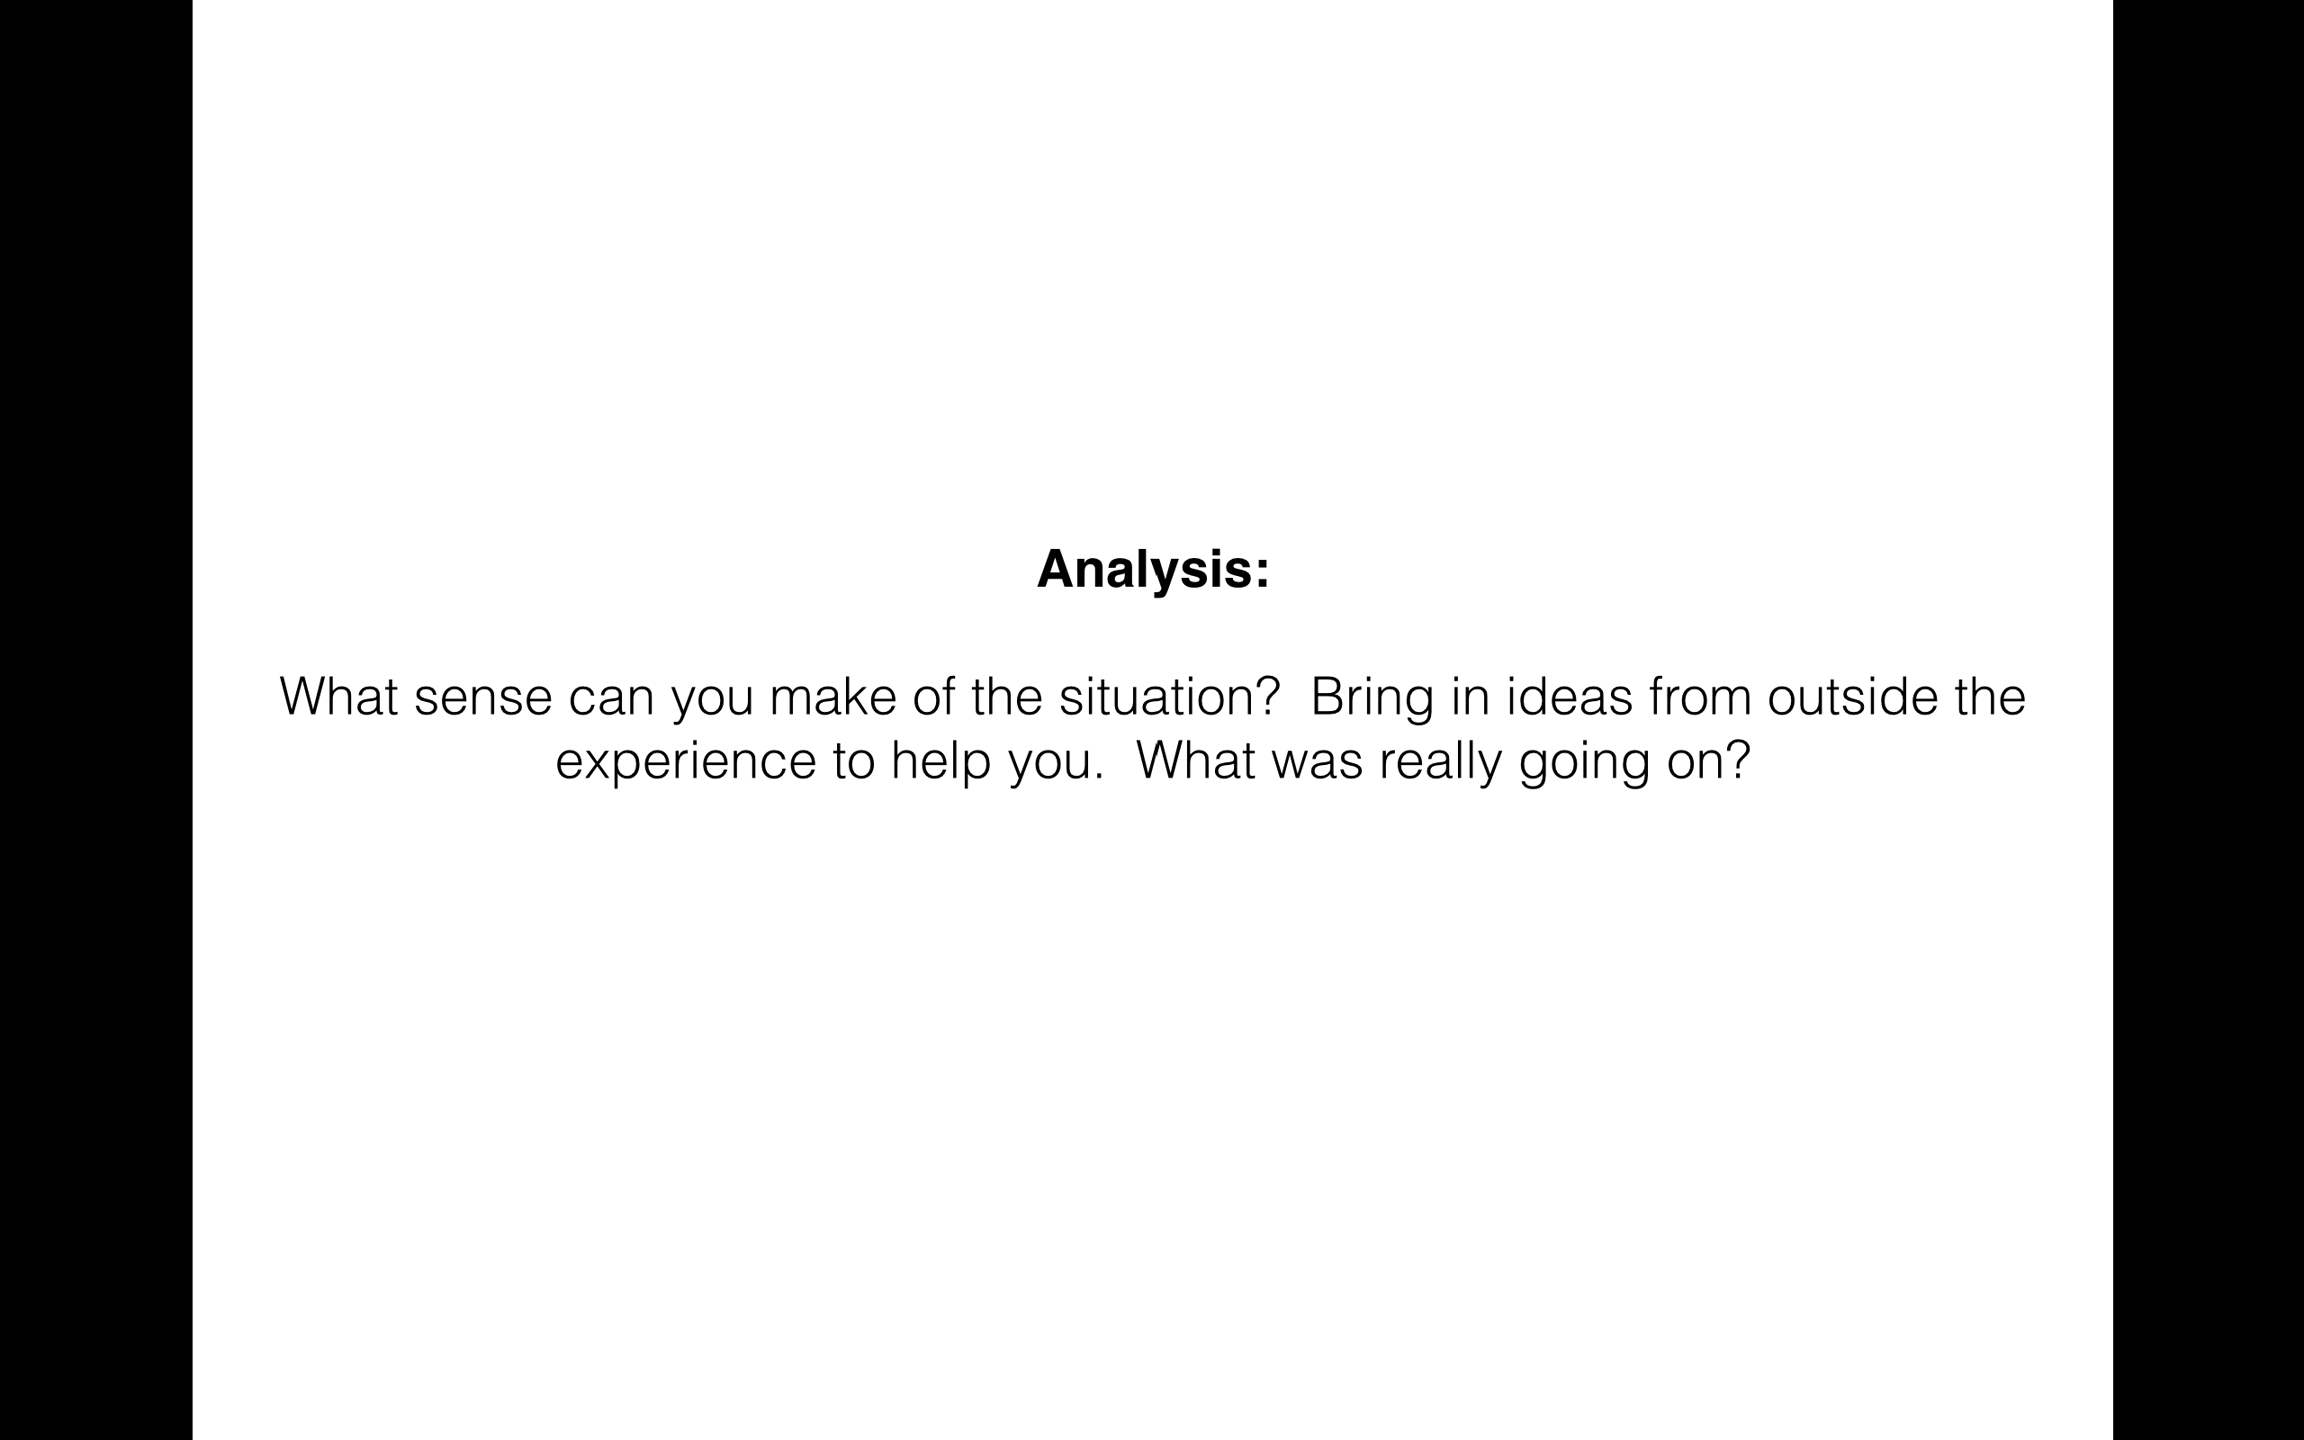 Analysis:
What sense can you make of the situation?  Bring in ideas from outside the
experience to help you.  What was really going on?